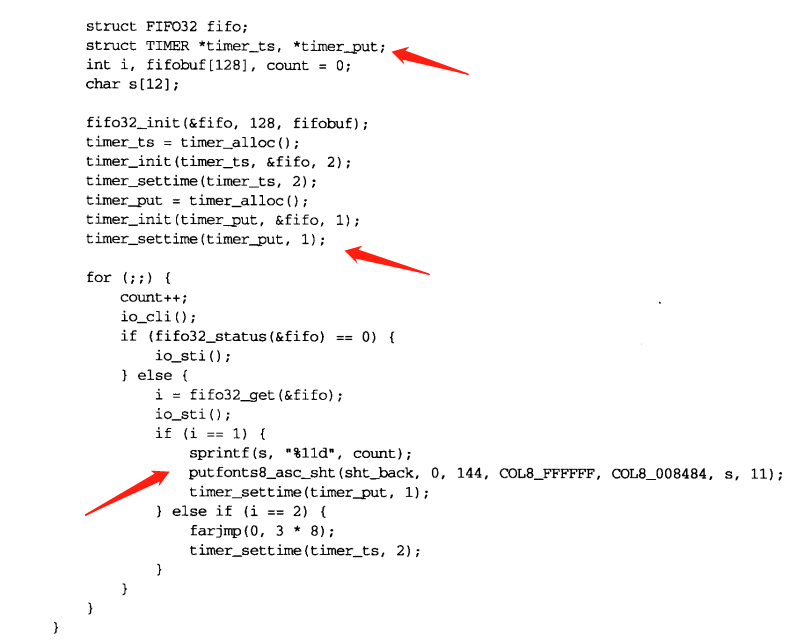 struct FIFO32 fifo;
struct TIMER *timer_ts, *timer_put;
int i, fifobuf[128], count = 0;
char s[12];
fifo32_init(&fifo, 128, fifobuf);
timer_ts = timer_alloc();
timer_init(timer_ts, &fifo, 2);
timer_settime(timer_ts, 2);
timer_put = timer_alloc();
timer_init(timer_put, &fifo, 1);
timer_settime(timer_put, 1);
for (;;) {
count++;
io_cli();
if (fifo32_status(&fifo) == 0) {
io_sti();
} else {
i = fifo32_get(&fifo);
io_sti();
if (i == 1) {
sprintf(s, "%11d", count);
putfonts8_asc_sht(sht_back, 0, 144, COL8_FFFFFF, COL8_008484, s, 11);
timer_settime(timer_put, 1);
} else if (i == 2) {
farjmp(0, 3 * 8);
timer_settime(timer_ts, 2);
}
}
}
}